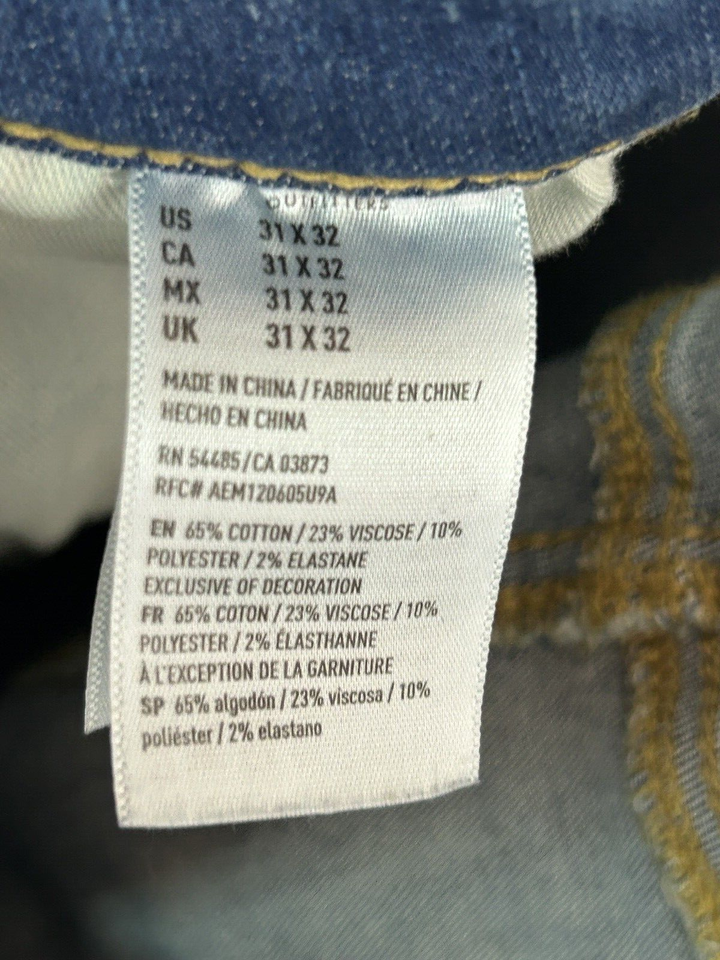 OUTFITTERS
US 31 X 32
CA 31 X 32
MX 31 X 32
UK 31 X 32
MADE IN CHINA / FABRIQUÉ EN CHINE /
HECHO EN CHINA
RN 54485/CA 03873
RFC# AEM120605U9A
EN 65% COTTON / 23% VISCOSE / 10%
POLYESTER / 2% ELASTANE
EXCLUSIVE OF DECORATION
FR 65% COTON / 23% VISCOSE / 10%
POLYESTER / 2% ÉLASTHANNE
À L'EXCEPTION DE LA GARNITURE
SP 65% algodón / 23% viscosa / 10%
poliéster / 2% elastano